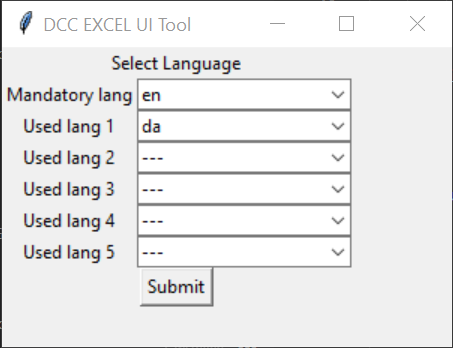 DCC EXCEL UI Tool
Select Language
Mandatory lang en
Used lang 1 da
Used lang 2 ---
Used lang 3 ---
Used lang 4 ---
Used lang 5 ---
Submit